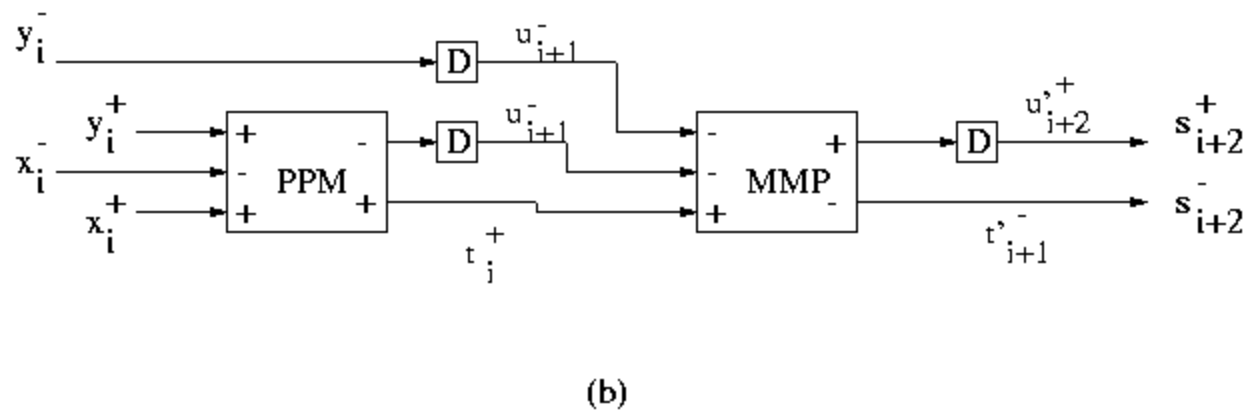 y_i^- D u_{i+1}^-
y_i^+ + - D u_{i+1}^- - + D u'_{i+2}^+ s_{i+2}^+
x_i^- - PPM - MMP
x_i^+ + + + - s_{i+2}^-
t_i^+ t'_{i+1}^-
(b)